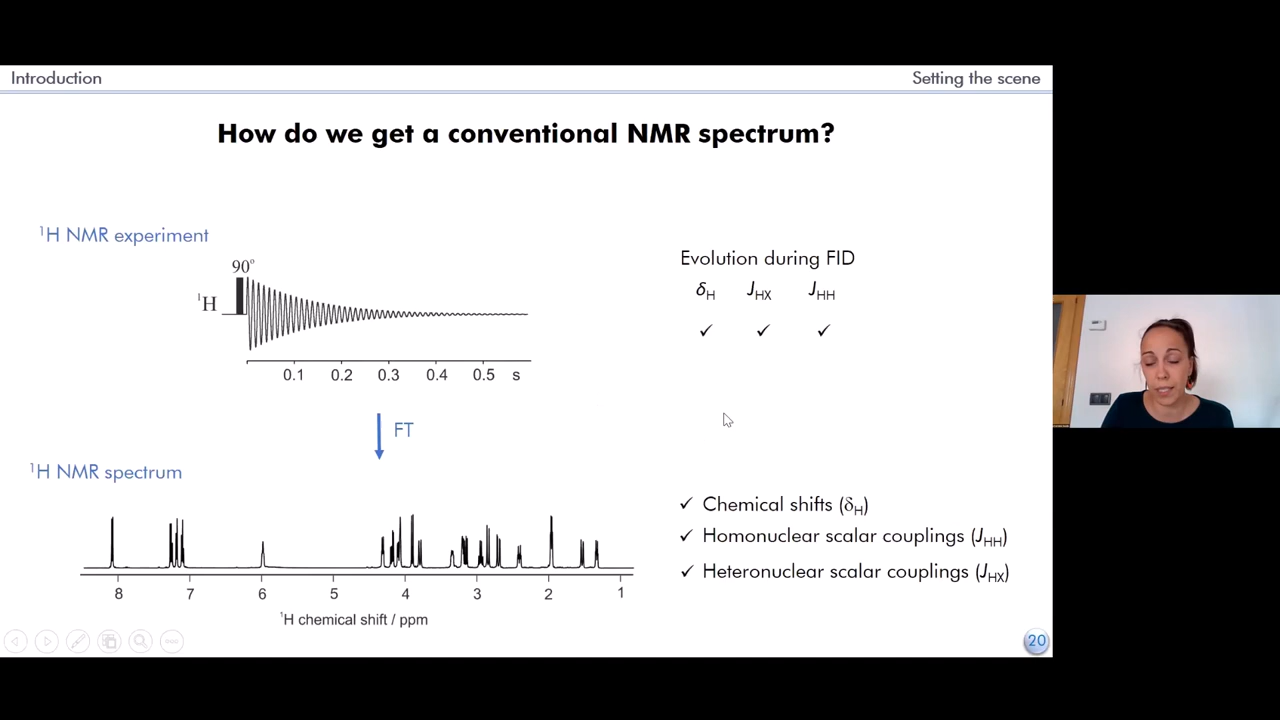 Introduction
Setting the scene
How do we get a conventional NMR spectrum?
¹H NMR experiment
90°
¹H
0.1 0.2 0.3 0.4 0.5 s
FT
Evolution during FID
δH JHX JHH
✓ ✓ ✓
¹H NMR spectrum
8 7 6 5 4 3 2 1
¹H chemical shift / ppm
✓ Chemical shifts (δH)
✓ Homonuclear scalar couplings (JHH)
✓ Heteronuclear scalar couplings (JHX)
20